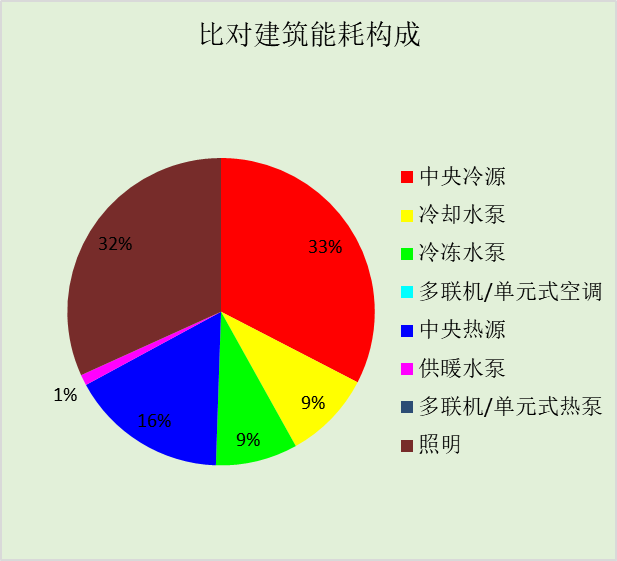 比对建筑能耗构成
33%
9%
9%
16%
1%
32%
中央冷源
冷却水泵
冷冻水泵
多联机/单元式空调
中央热源
供暖水泵
多联机/单元式热泵
照明